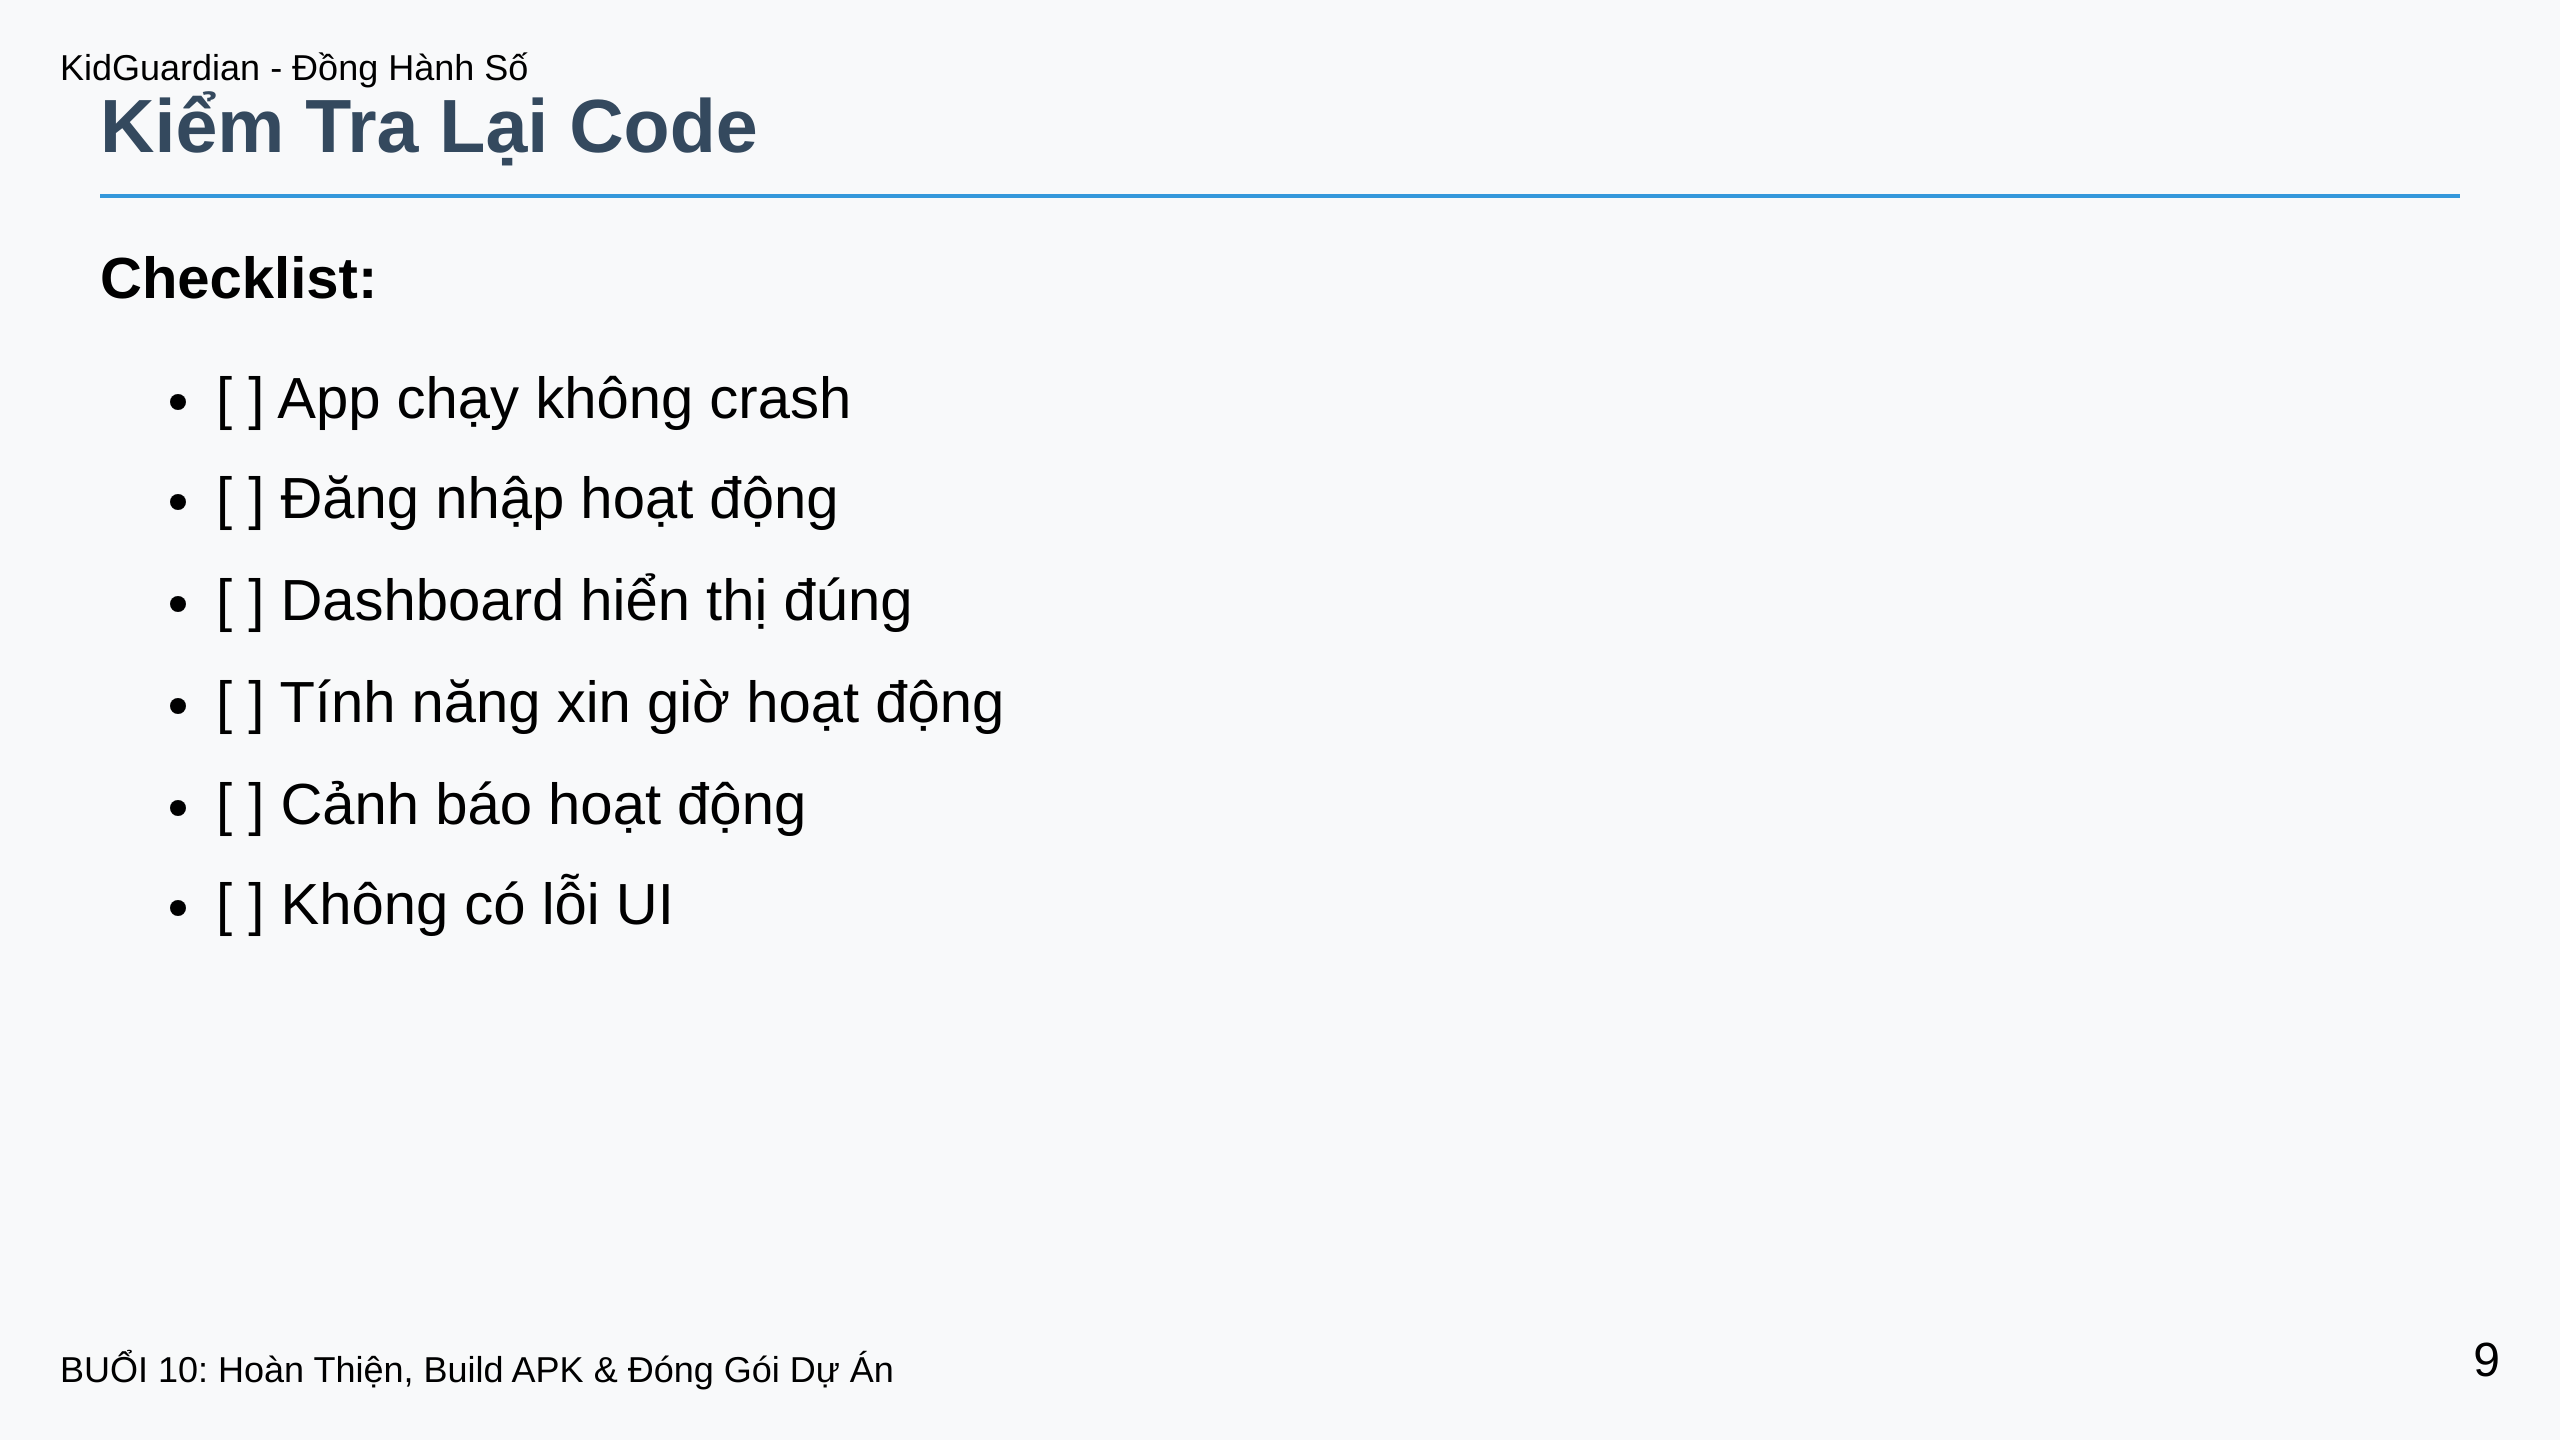 KidGuardian - Đồng Hành Số
Kiểm Tra Lại Code
Checklist:
• [ ] App chạy không crash
• [ ] Đăng nhập hoạt động
• [ ] Dashboard hiển thị đúng
• [ ] Tính năng xin giờ hoạt động
• [ ] Cảnh báo hoạt động
• [ ] Không có lỗi UI
BUỔI 10: Hoàn Thiện, Build APK & Đóng Gói Dự Án
9